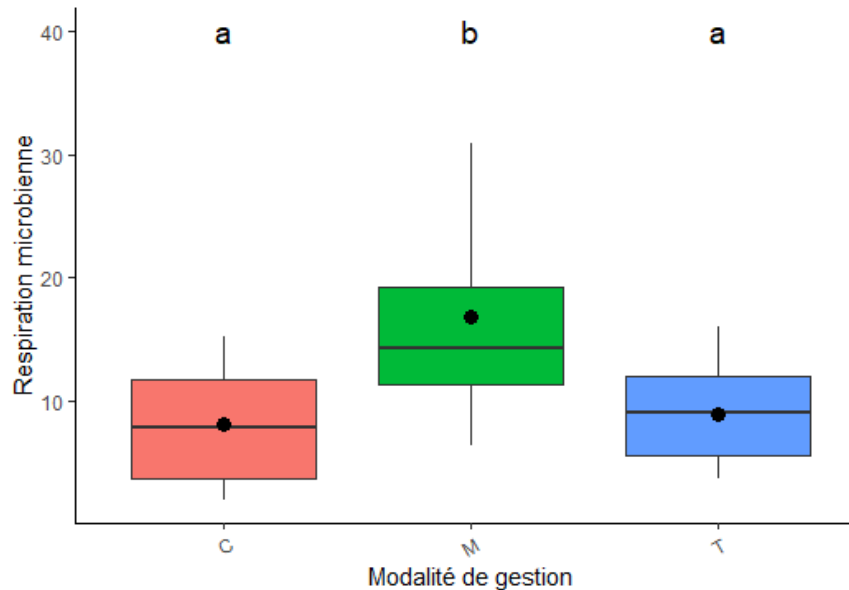 a b a
40
30
20
10
Respiration microbienne
C M T
Modalité de gestion